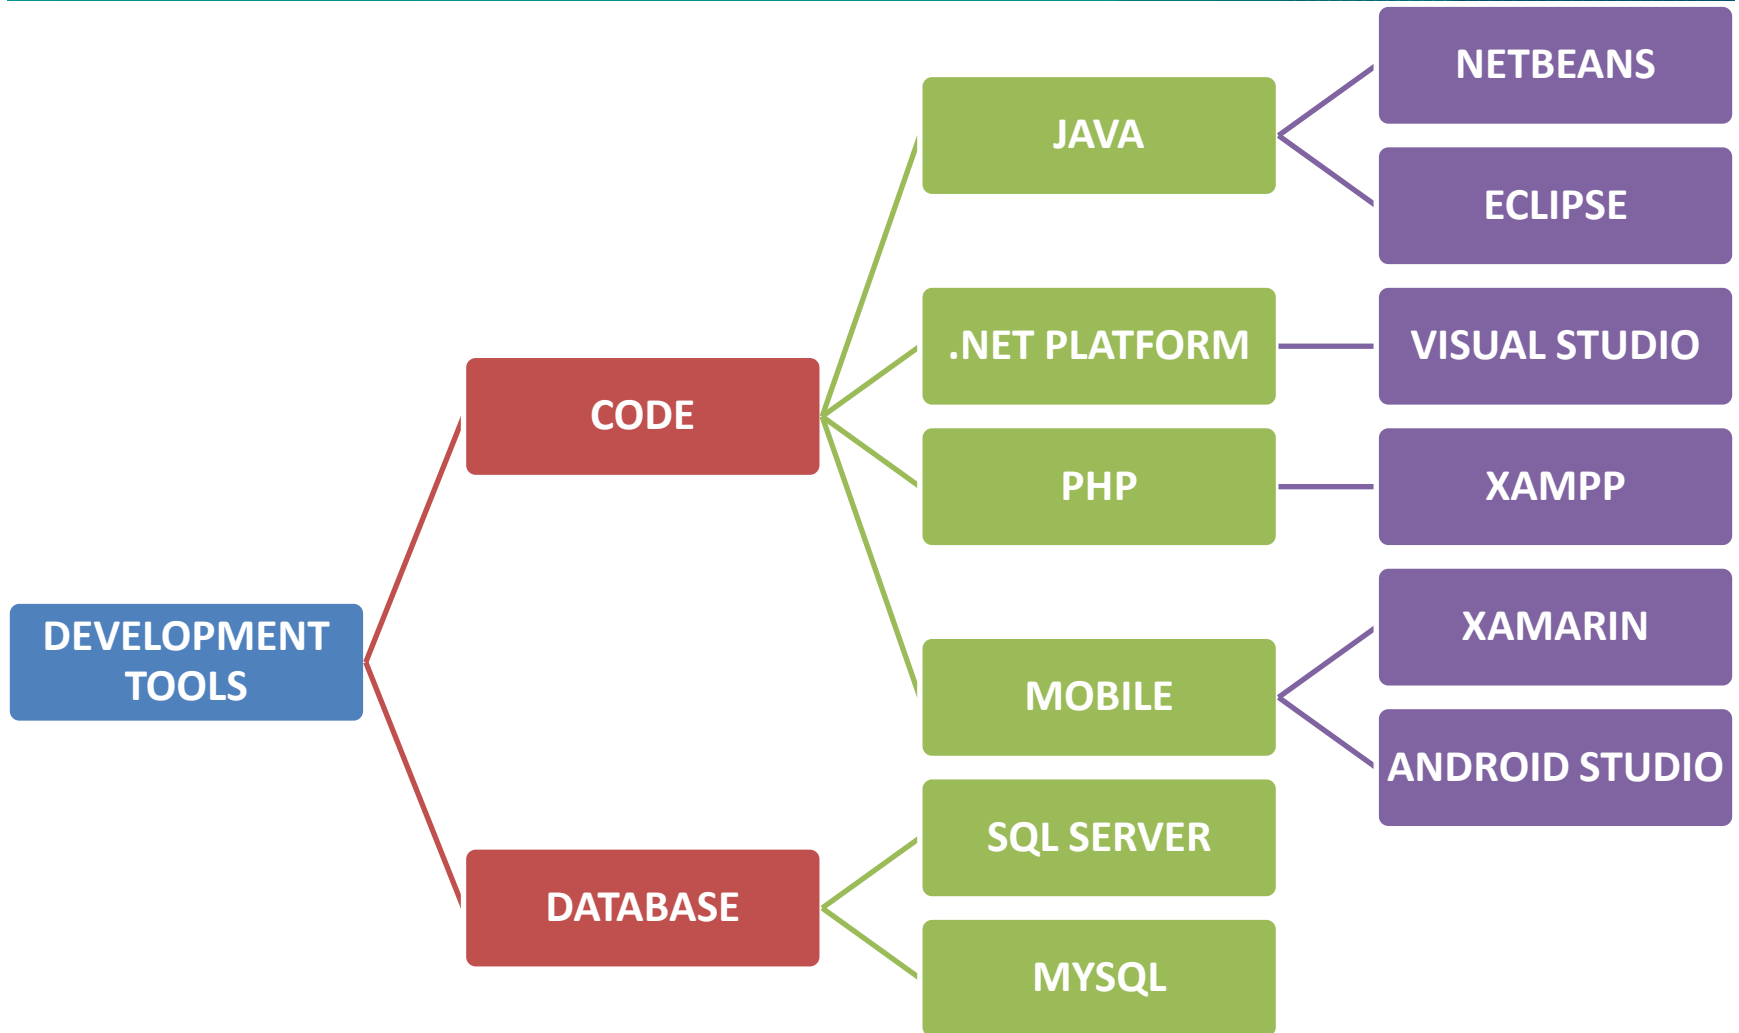 DEVELOPMENT
TOOLS
CODE
JAVA
NETBEANS
ECLIPSE
.NET PLATFORM
VISUAL STUDIO
PHP
XAMPP
MOBILE
XAMARIN
ANDROID STUDIO
DATABASE
SQL SERVER
MYSQL